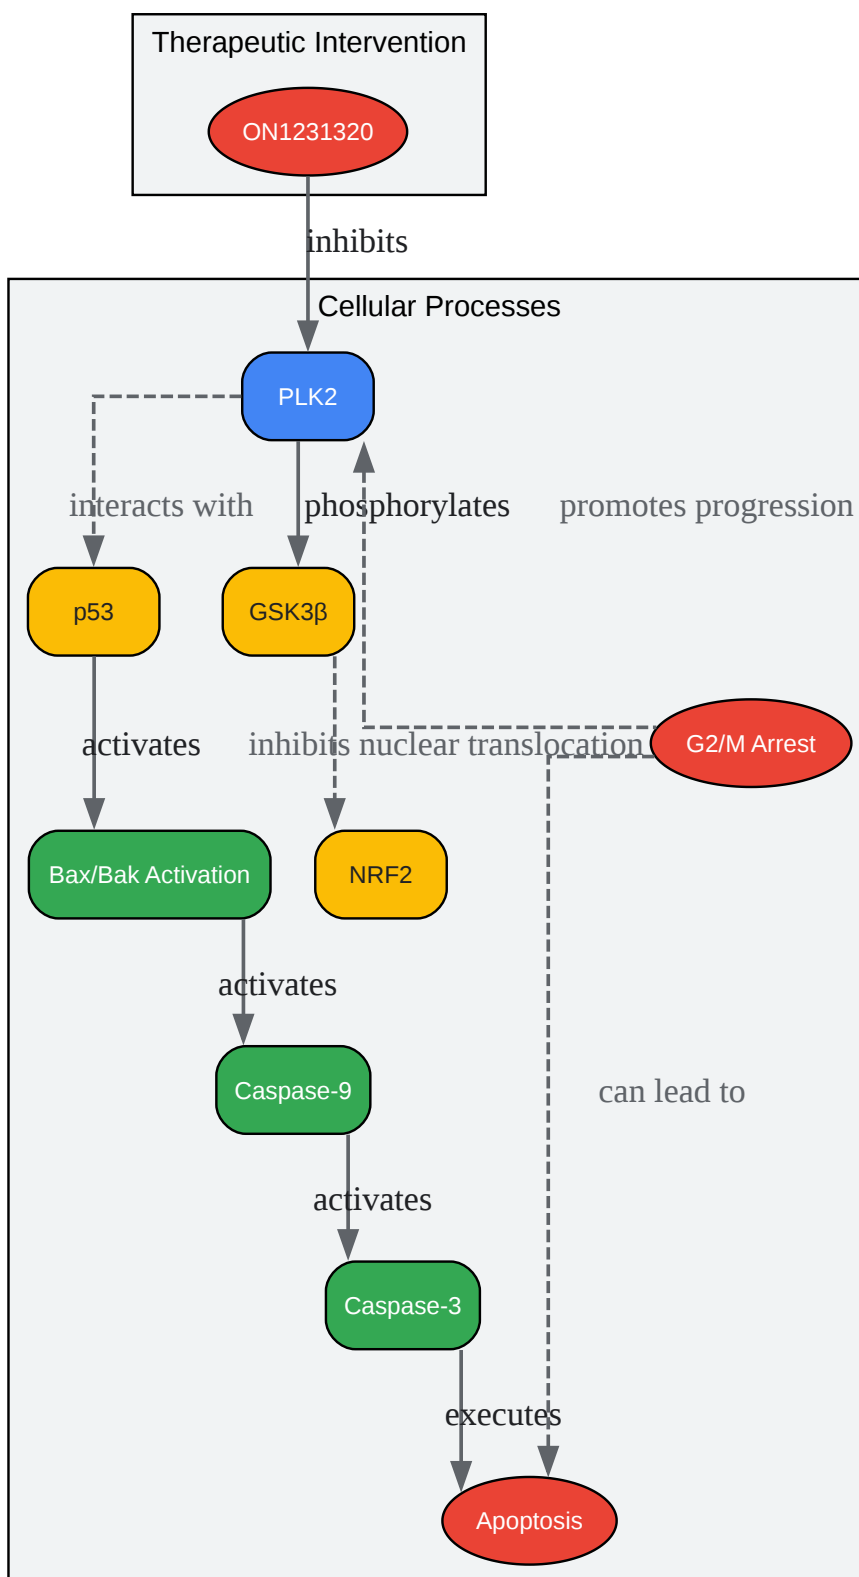 Therapeutic Intervention
ON1231320
inhibits
Cellular Processes
PLK2
interacts with
phosphorylates
promotes progression
p53
GSK3β
activates
inhibits nuclear translocation
G2/M Arrest
Bax/Bak Activation
NRF2
activates
Caspase-9
can lead to
activates
Caspase-3
executes
Apoptosis